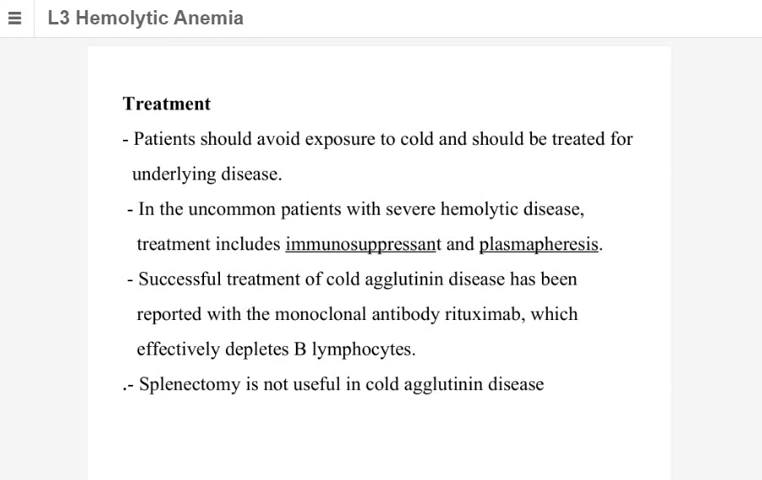 L3 Hemolytic Anemia
Treatment
- Patients should avoid exposure to cold and should be treated for
underlying disease.
- In the uncommon patients with severe hemolytic disease,
treatment includes immunosuppressant and plasmapheresis.
- Successful treatment of cold agglutinin disease has been
reported with the monoclonal antibody rituximab, which
effectively depletes B lymphocytes.
.- Splenectomy is not useful in cold agglutinin disease